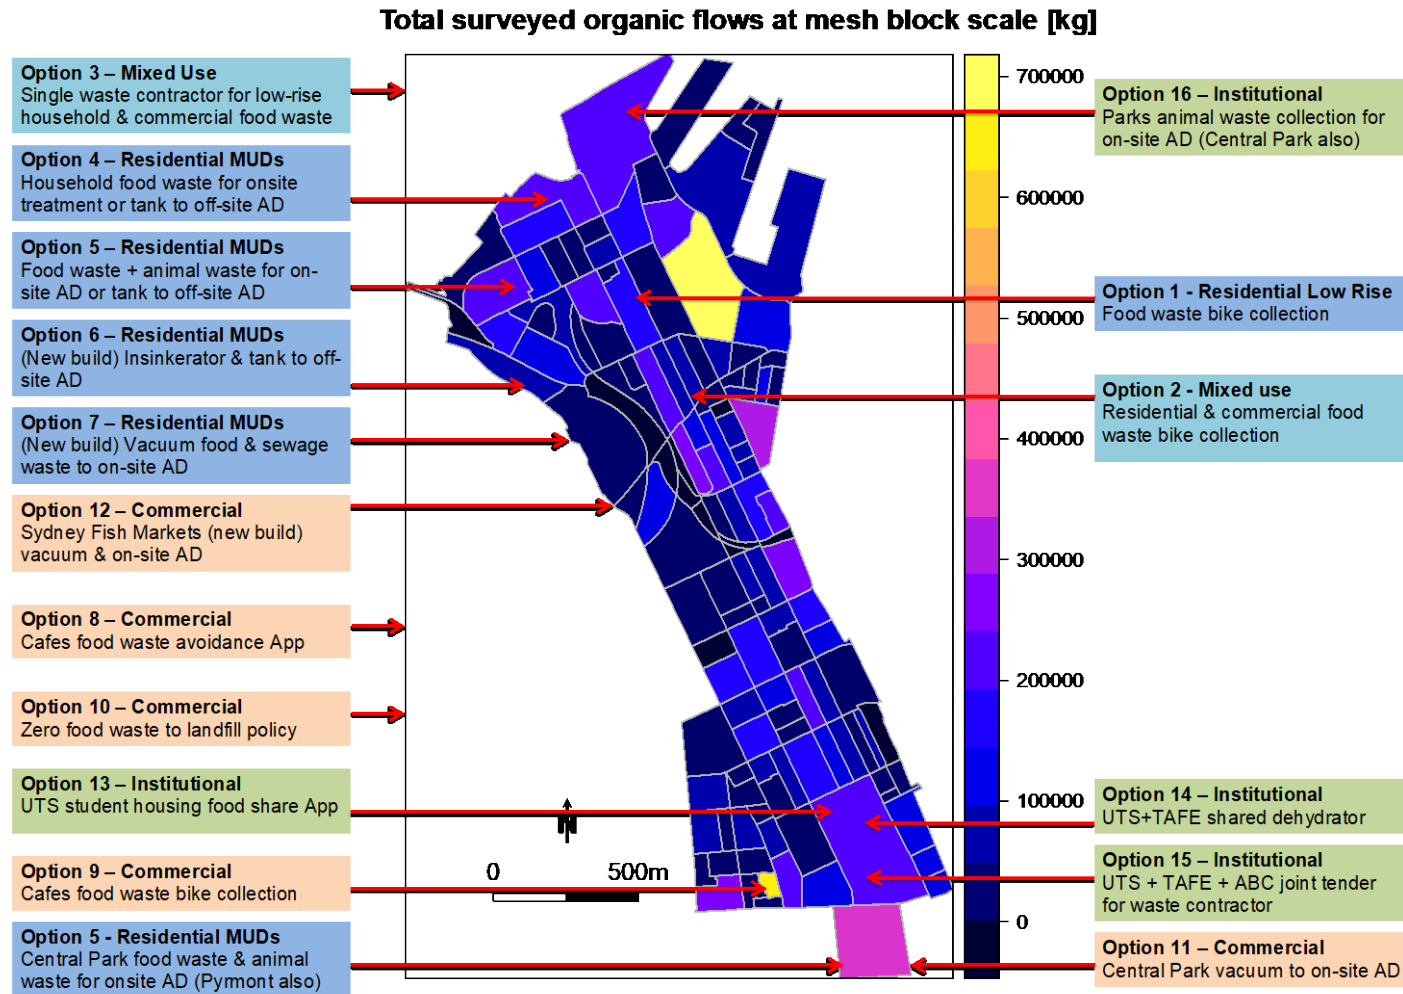 Total surveyed organic flows at mesh block scale [kg]
Option 3 – Mixed Use
Single waste contractor for low-rise
household & commercial food waste
Option 4 – Residential MUDs
Household food waste for onsite
treatment or tank to off-site AD
Option 5 – Residential MUDs
Food waste + animal waste for on-
site AD or tank to off-site AD
Option 6 – Residential MUDs
(New build) Insinkerator & tank to off-
site AD
Option 7 – Residential MUDs
(New build) Vacuum food & sewage
waste to on-site AD
Option 12 – Commercial
Sydney Fish Markets (new build)
vacuum & on-site AD
Option 8 – Commercial
Cafes food waste avoidance App
Option 10 – Commercial
Zero food waste to landfill policy
Option 13 – Institutional
UTS student housing food share App
Option 9 – Commercial
Cafes food waste bike collection
Option 5 - Residential MUDs
Central Park food waste & animal
waste for onsite AD (Pyrmont also)
N
0 500m
700000
600000
500000
400000
300000
200000
100000
0
Option 16 – Institutional
Parks animal waste collection for
on-site AD (Central Park also)
Option 1 - Residential Low Rise
Food waste bike collection
Option 2 - Mixed use
Residential & commercial food
waste bike collection
Option 14 – Institutional
UTS+TAFE shared dehydrator
Option 15 – Institutional
UTS + TAFE + ABC joint tender
for waste contractor
Option 11 – Commercial
Central Park vacuum to on-site AD